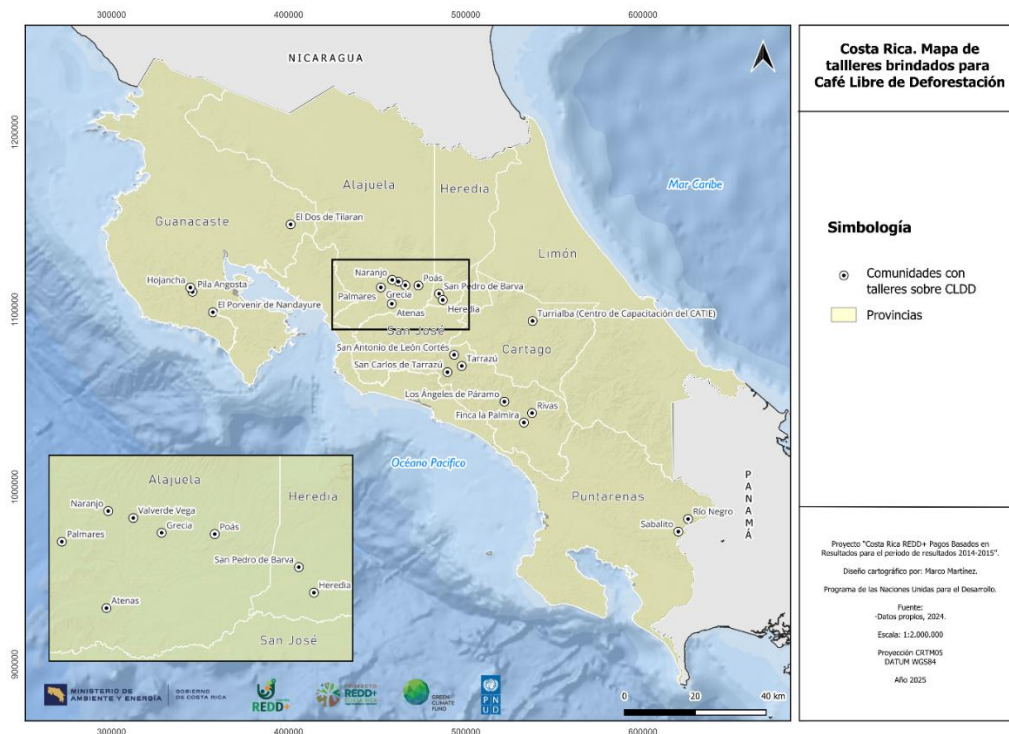 300000
400000
500000
600000
NICARAGUA
1200000
1100000
1000000
900000
Alajuela
Heredia
Mar Caribe
Guanacaste
El Dos de Tilaran
Limón
Naranjo
Poás
Hojancha
Pila Angosta
San Pedro de Barva
Palmares
Grecia
El Porvenir de Nandayure
Atenas
Heredia
Turrialba (Centro de Capacitación del CATIE)
San José
San Antonio de León Cortés
Cartago
Tarrazú
San Carlos de Tarrazú
Los Ángeles de Páramo
Rivas
Finca la Palmira
Océano Pacífico
PANAMÁ
Puntarenas
Río Negro
Sabalito
Alajuela
Heredia
Naranjo
Valverde Vega
Grecia
Poás
Palmares
San Pedro de Barva
Heredia
Atenas
San José
MINISTERIO DE
AMBIENTE Y ENERGÍA
GOBIERNO
DE COSTA RICA
REDD+
PROYECTO
REDD+
GREEN
CLIMATE
FUND
PN
UD
0
20
40 km
300000
400000
500000
600000
Costa Rica. Mapa de
tallleres brindados para
Café Libre de Deforestación
Simbología
Comunidades con
talleres sobre CLDD
Provincias
Proyecto "Costa Rica REDD+ Pagos Basados en
Resultados para el período de resultados 2014-2015".
Diseño cartográfico por: Marco Martínez.
Programa de las Naciones Unidas para el Desarrollo.
Fuente:
-Datos propios, 2024.
Escala: 1:2.000.000
Proyección CRTM05
DATUM WGS84
Año 2025